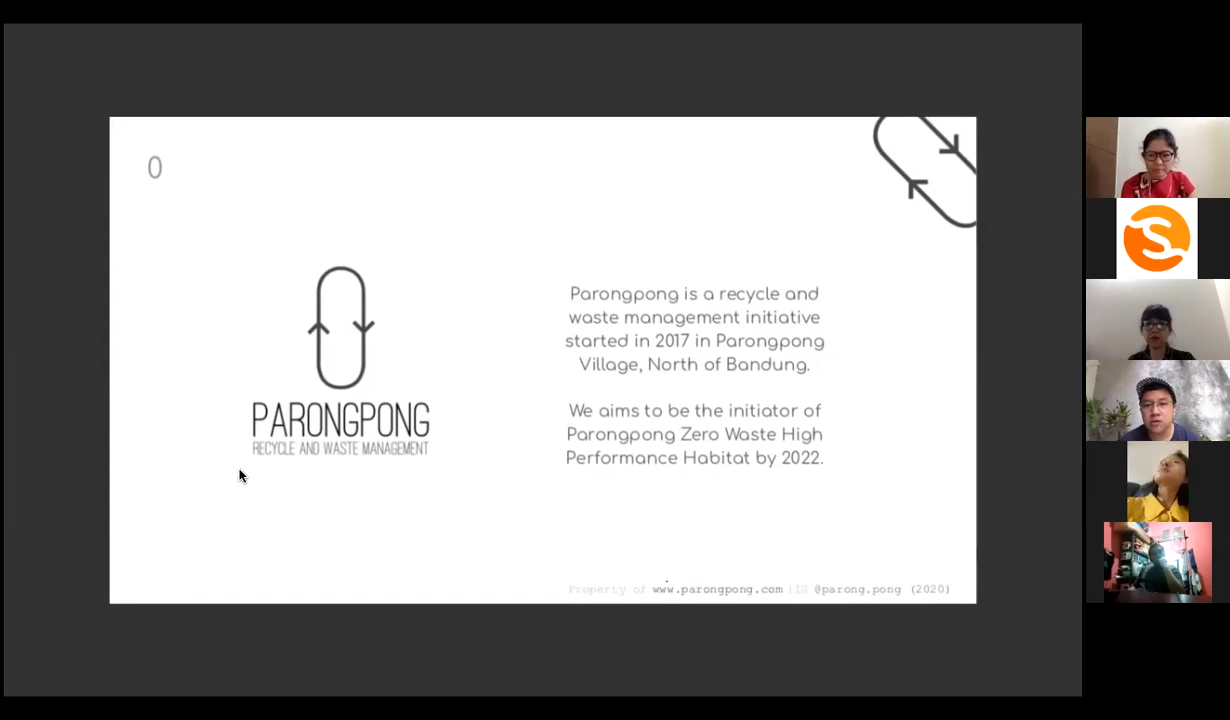 0
PARONGPONG
RECYCLE AND WASTE MANAGEMENT
Parongpong is a recycle and
waste management initiative
started in 2017 in Parongpong
Village, North of Bandung.
We aims to be the initiator of
Parongpong Zero Waste High
Performance Habitat by 2022.
Property of www.parongpong.com |IG @parong.pong (2020)